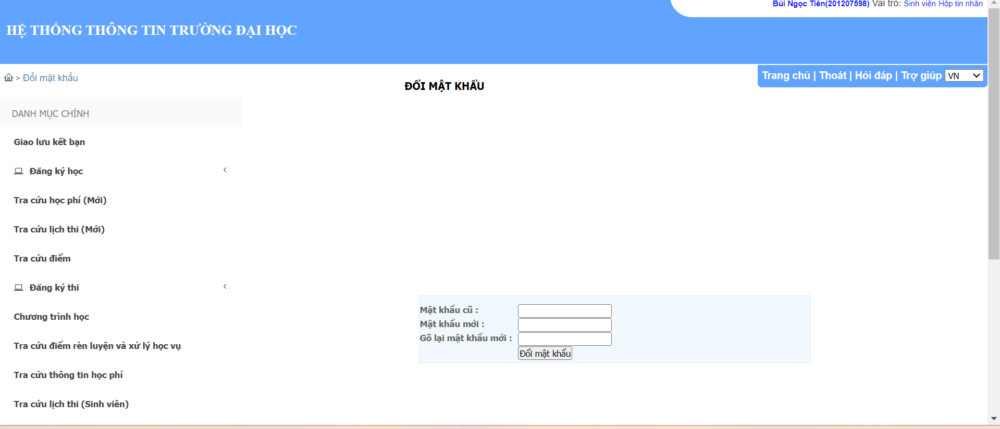 Bùi Ngọc Tiên(201207598) Vai trò: Sinh viên Hộp tin nhắn
HỆ THỐNG THÔNG TIN TRƯỜNG ĐẠI HỌC
> Đổi mật khẩu
Trang chủ | Thoát | Hỏi đáp | Trợ giúp VN
ĐỔI MẬT KHẨU
DANH MỤC CHÍNH
Giao lưu kết bạn
Đăng ký học
Tra cứu học phí (Mới)
Tra cứu lịch thi (Mới)
Tra cứu điểm
Đăng ký thi
Chương trình học
Tra cứu điểm rèn luyện và xử lý học vụ
Tra cứu thông tin học phí
Tra cứu lịch thi (Sinh viên)
Mật khẩu cũ :
Mật khẩu mới :
Gõ lại mật khẩu mới :
Đổi mật khẩu